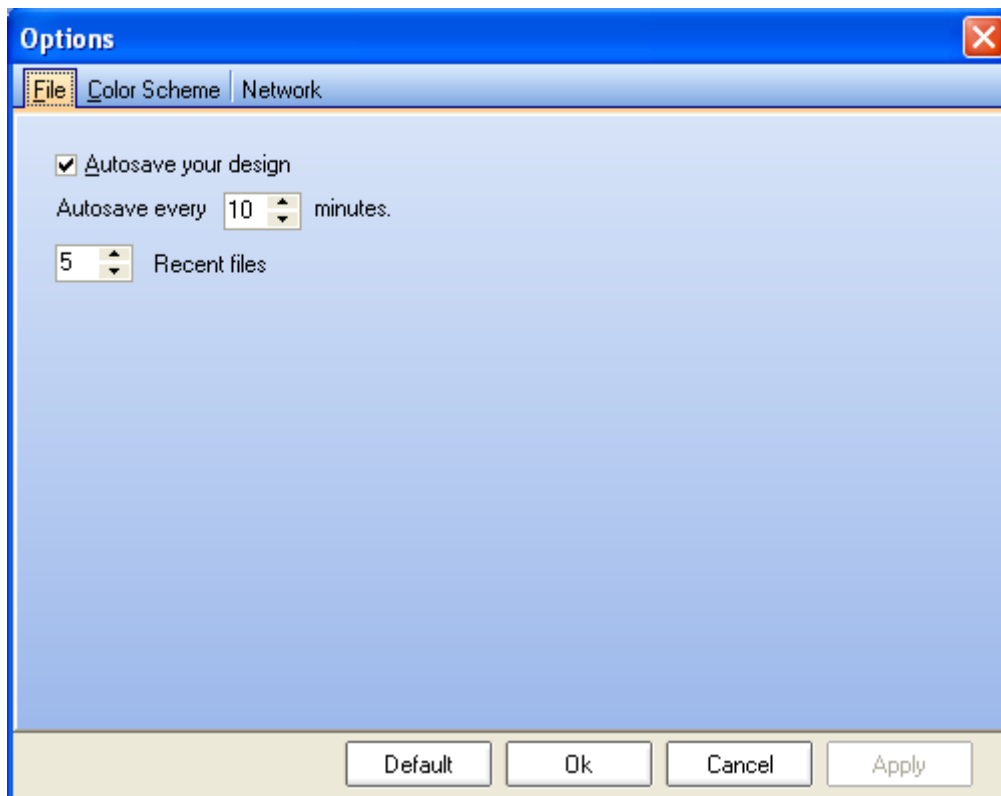 Options
File Color Scheme Network
Autosave your design
Autosave every 10 minutes.
5 Recent files
Default Ok Cancel Apply